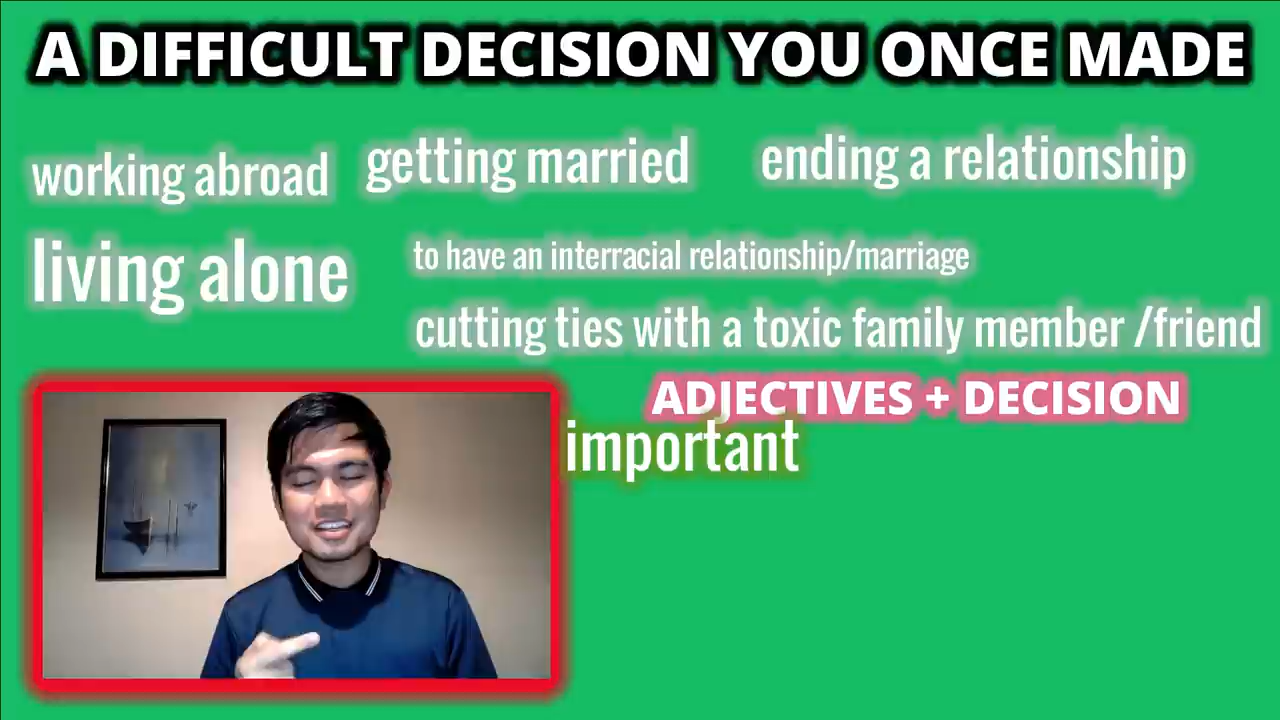 A DIFFICULT DECISION YOU ONCE MADE
working abroad getting married ending a relationship
living alone to have an interracial relationship/marriage
cutting ties with a toxic family member /friend
ADJECTIVES + DECISION
important